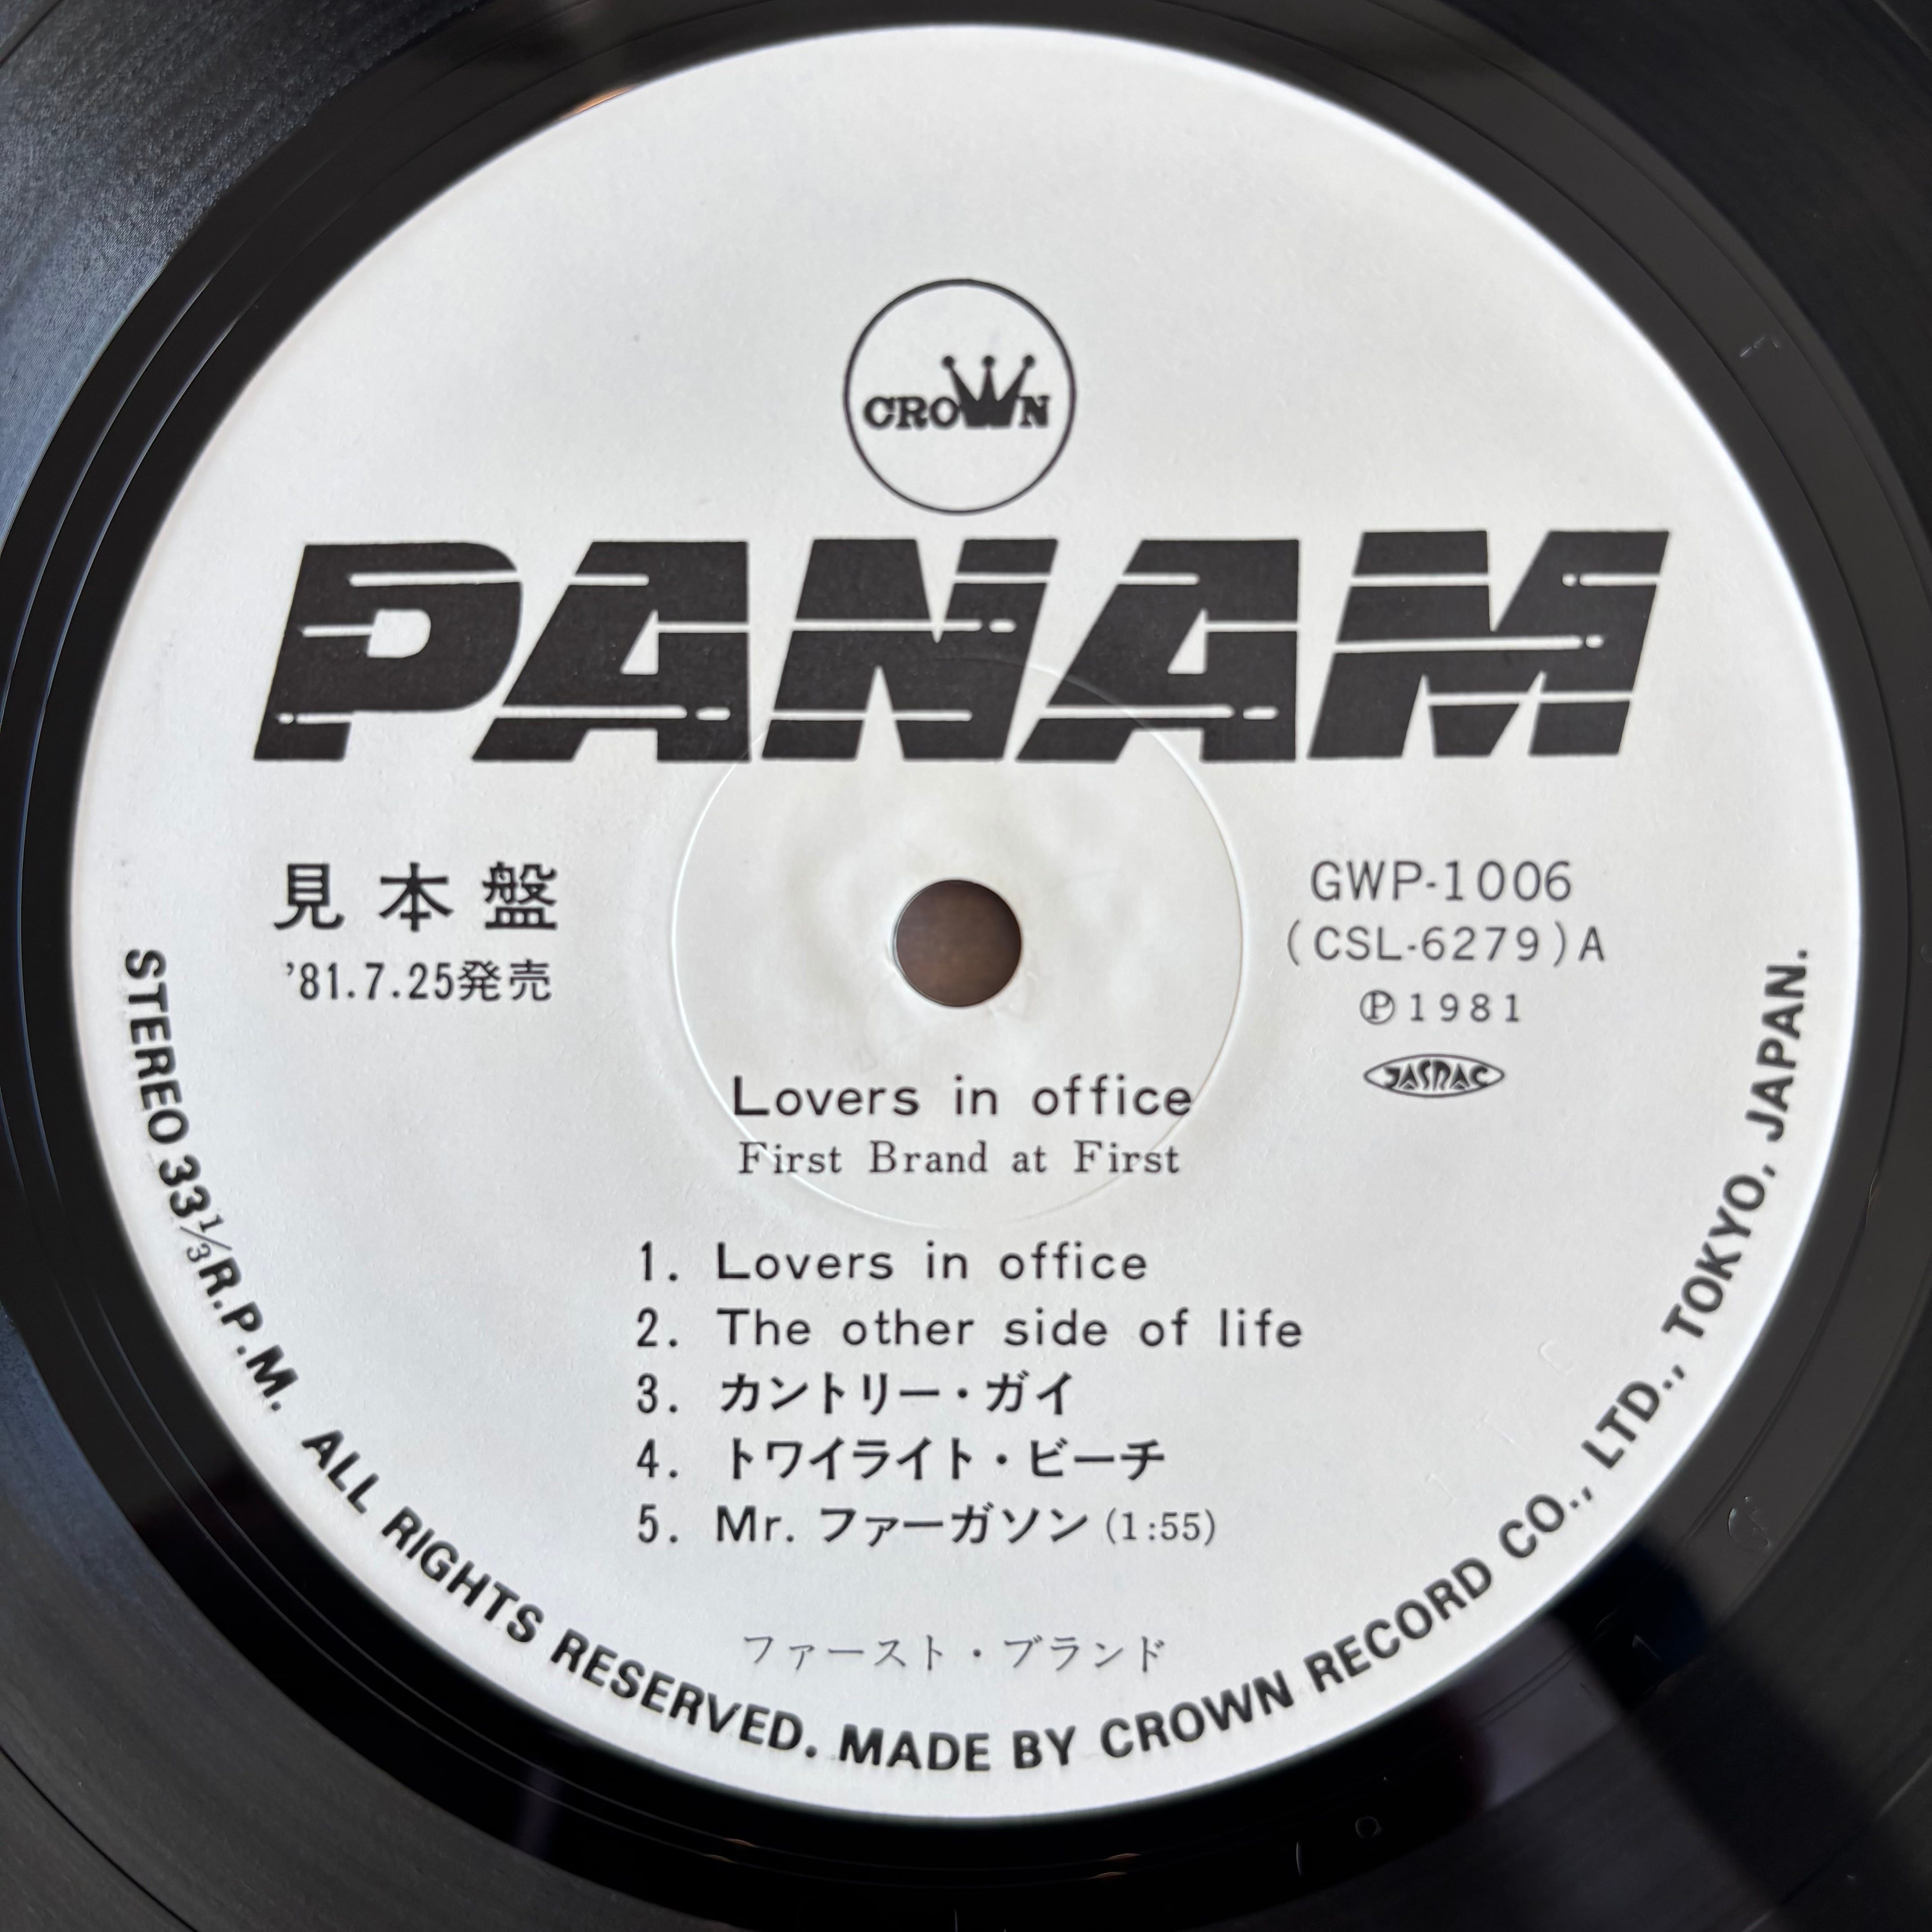 CROWN
PANAM
見本盤
'81.7.25発売
GWP-1006
(CSL-6279)A
Ⓟ1981
JASRAC
Lovers in office
First Brand at First
1. Lovers in office
2. The other side of life
3. カントリー・ガイ
4. トワイライト・ビーチ
5. Mr. ファーガソン (1:55)
ファースト・ブランド
STEREO 33⅓R.P.M. ALL RIGHTS RESERVED. MADE BY CROWN RECORD CO., LTD., TOKYO, JAPAN.